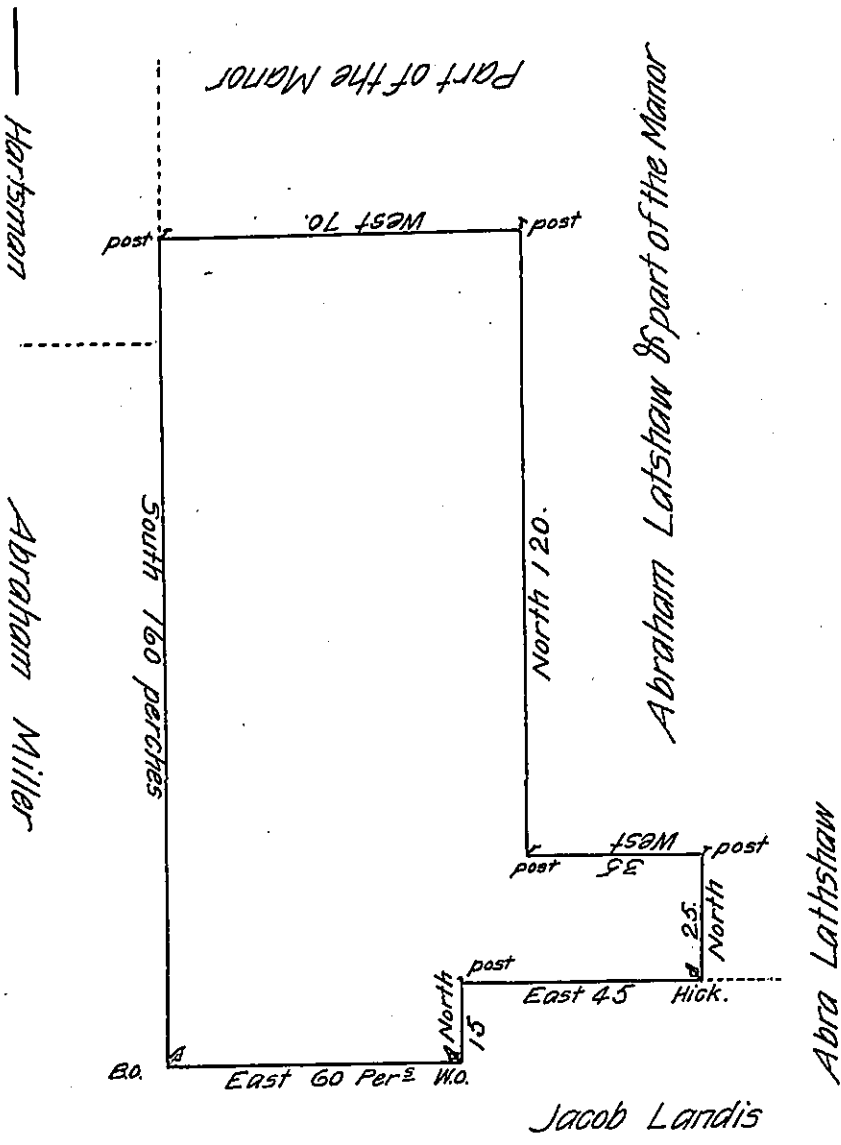 Part of the Manor
Hartsman
Abraham Latshaw & part of the Manor
post
West 70.
post
South 160 perches
North 120.
Abraham Miller
West
35
post
post
North
25.
Abra Lathshaw
North
15
post
East 45
Hick.
B.O.
East 60 Perˢ
W.O.
Jacob Landis